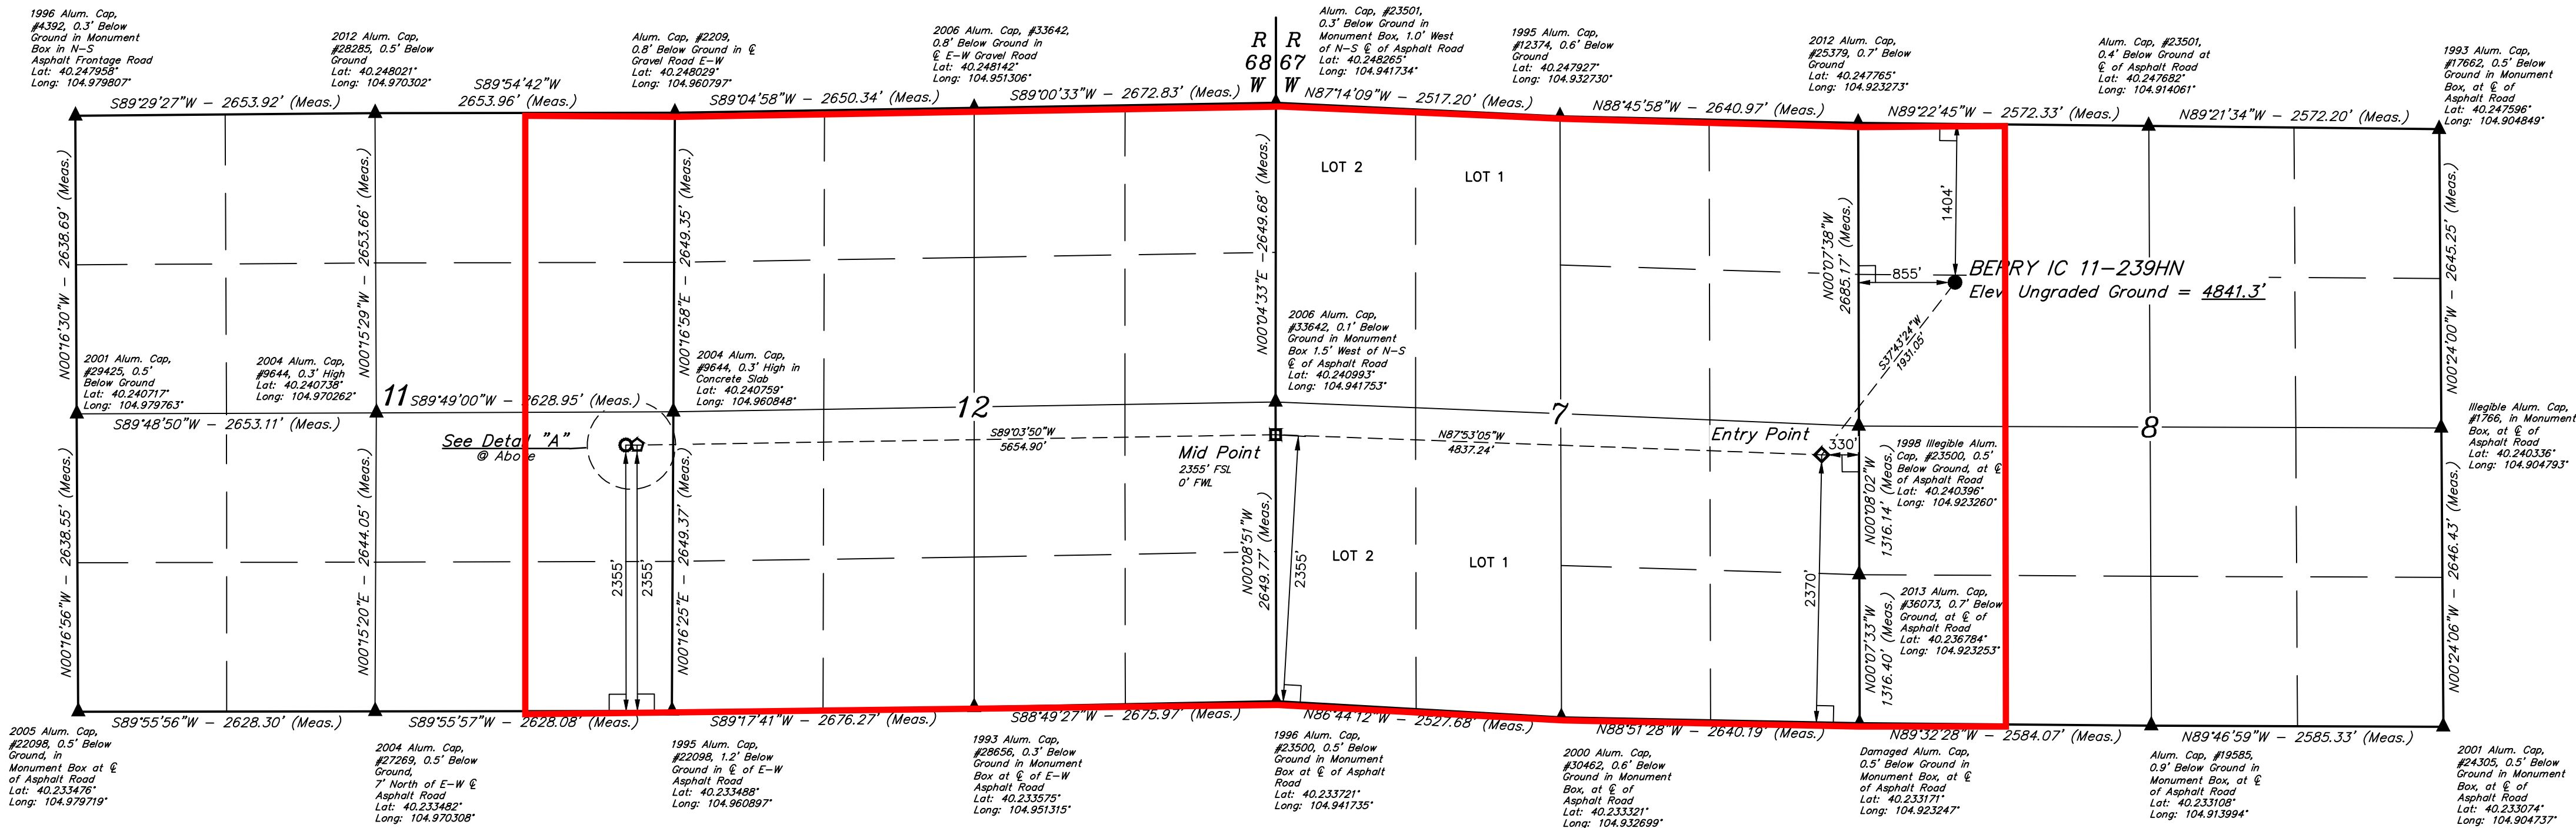 1996 Alum. Cap,
#4392, 0.3' Below
Ground in Monument
Box in N-S
Asphalt Frontage Road
Lat: 40.247958°
Long: 104.979807°
2012 Alum. Cap,
#28285, 0.5' Below
Ground
Lat: 40.248021°
Long: 104.970302°
Alum. Cap, #2209,
0.8' Below Ground in ℄
Gravel Road E-W
Lat: 40.248029°
Long: 104.960797°
2006 Alum. Cap, #33642,
0.8' Below Ground in
℄ E-W Gravel Road
Lat: 40.248142°
Long: 104.951306°
R R
68 67
W W
Alum. Cap, #23501,
0.3' Below Ground in
Monument Box, 1.0' West
of N-S ℄ of Asphalt Road
Lat: 40.248265°
Long: 104.941734°
1995 Alum. Cap,
#12374, 0.6' Below
Ground
Lat: 40.247927°
Long: 104.932730°
2012 Alum. Cap,
#25379, 0.7' Below
Ground
Lat: 40.247765°
Long: 104.923273°
Alum. Cap, #23501,
0.4' Below Ground at
℄ of Asphalt Road
Lat: 40.247682°
Long: 104.914061°
1993 Alum. Cap,
#17662, 0.5' Below
Ground in Monument
Box, at ℄ of
Asphalt Road
Lat: 40.247596°
Long: 104.904849°
S89°29'27"W - 2653.92' (Meas.)
S89°54'42"W
2653.96' (Meas.)
S89°04'58"W - 2650.34' (Meas.)
S89°00'33"W - 2672.83' (Meas.)
N87°14'09"W - 2517.20' (Meas.)
N88°45'58"W - 2640.97' (Meas.)
N89°22'45"W - 2572.33' (Meas.)
N89°21'34"W - 2572.20' (Meas.)
N00°16'30"W - 2638.69' (Meas.)
N00°15'29"W - 2653.66' (Meas.)
N00°16'58"E - 2649.35' (Meas.)
N00°04'33"E - 2649.68' (Meas.)
LOT 2
LOT 1
N00°07'38"W
2685.17' (Meas.)
1404'
855'
BERRY IC 11-239HN
Elev. Ungraded Ground = 4841.3'
S37°43'24"W
1931.05'
N00°24'00"W - 2645.25' (Meas.)
2001 Alum. Cap,
#29425, 0.5'
Below Ground
Lat: 40.240717°
Long: 104.979763°
2004 Alum. Cap,
#9644, 0.3' High
Lat: 40.240738°
Long: 104.970262°
11
S89°49'00"W - 2628.95' (Meas.)
2004 Alum. Cap,
#9644, 0.3' High in
Concrete Slab
Lat: 40.240759°
Long: 104.960848°
12
2006 Alum. Cap,
#33642, 0.1' Below
Ground in Monument
Box 1.5' West of N-S
℄ of Asphalt Road
Lat: 40.240993°
Long: 104.941753°
7
8
Illegible Alum. Cap,
#1766, in Monument
Box, at ℄ of
Asphalt Road
Lat: 40.240336°
Long: 104.904793°
S89°48'50"W - 2653.11' (Meas.)
See Detail "A"
@ Above
S89°03'50"W
5654.90'
Mid Point
2355' FSL
0' FWL
N87°53'05"W
4837.24'
Entry Point
330'
1998 Illegible Alum.
Cap, #23500, 0.5'
Below Ground, at ℄
of Asphalt Road
Lat: 40.240396°
Long: 104.923260°
N00°16'56"W - 2638.55' (Meas.)
N00°15'20"E - 2644.05' (Meas.)
2355'
2355'
N00°16'25"E - 2649.37' (Meas.)
N00°08'51"W
2649.77' (Meas.)
2355'
LOT 2
LOT 1
2370'
N00°08'02"W
1316.14' (Meas.)
2013 Alum. Cap,
#36073, 0.7' Below
Ground, at ℄ of
Asphalt Road
Lat: 40.236784°
Long: 104.923253°
N00°07'33"W
1316.40' (Meas.)
N00°24'06"W - 2646.43' (Meas.)
S89°55'56"W - 2628.30' (Meas.)
S89°55'57"W - 2628.08' (Meas.)
S89°17'41"W - 2676.27' (Meas.)
S88°49'27"W - 2675.97' (Meas.)
N86°44'12"W - 2527.68' (Meas.)
N88°51'28"W - 2640.19' (Meas.)
N89°32'28"W - 2584.07' (Meas.)
N89°46'59"W - 2585.33' (Meas.)
2005 Alum. Cap,
#22098, 0.5' Below
Ground, in
Monument Box at ℄
of Asphalt Road
Lat: 40.233476°
Long: 104.979719°
2004 Alum. Cap,
#27269, 0.5' Below
Ground,
7' North of E-W ℄
Asphalt Road
Lat: 40.233482°
Long: 104.970308°
1995 Alum. Cap,
#22098, 1.2' Below
Ground in ℄ of E-W
Asphalt Road
Lat: 40.233488°
Long: 104.960897°
1993 Alum. Cap,
#28656, 0.3' Below
Ground in Monument
Box at ℄ of E-W
Asphalt Road
Lat: 40.233575°
Long: 104.951315°
1996 Alum. Cap,
#23500, 0.5' Below
Ground in Monument
Box at ℄ of Asphalt
Road
Lat: 40.233721°
Long: 104.941735°
2000 Alum. Cap,
#30462, 0.6' Below
Ground in Monument
Box, at ℄ of
Asphalt Road
Lat: 40.233321°
Long: 104.932699°
Damaged Alum. Cap,
0.5' Below Ground in
Monument Box, at ℄
of Asphalt Road
Lat: 40.233171°
Long: 104.923247°
Alum. Cap, #19585,
0.9' Below Ground in
Monument Box, at ℄
of Asphalt Road
Lat: 40.233108°
Long: 104.913994°
2001 Alum. Cap,
#24305, 0.5' Below
Ground in Monument
Box, at ℄ of
Asphalt Road
Lat: 40.233074°
Long: 104.904737°